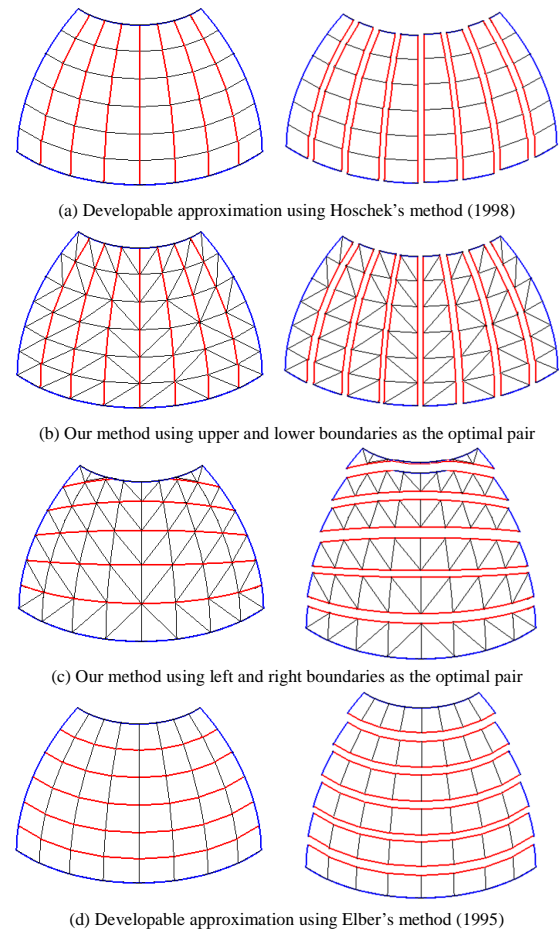 (a) Developable approximation using Hoschek's method (1998)
(b) Our method using upper and lower boundaries as the optimal pair
(c) Our method using left and right boundaries as the optimal pair
(d) Developable approximation using Elber's method (1995)